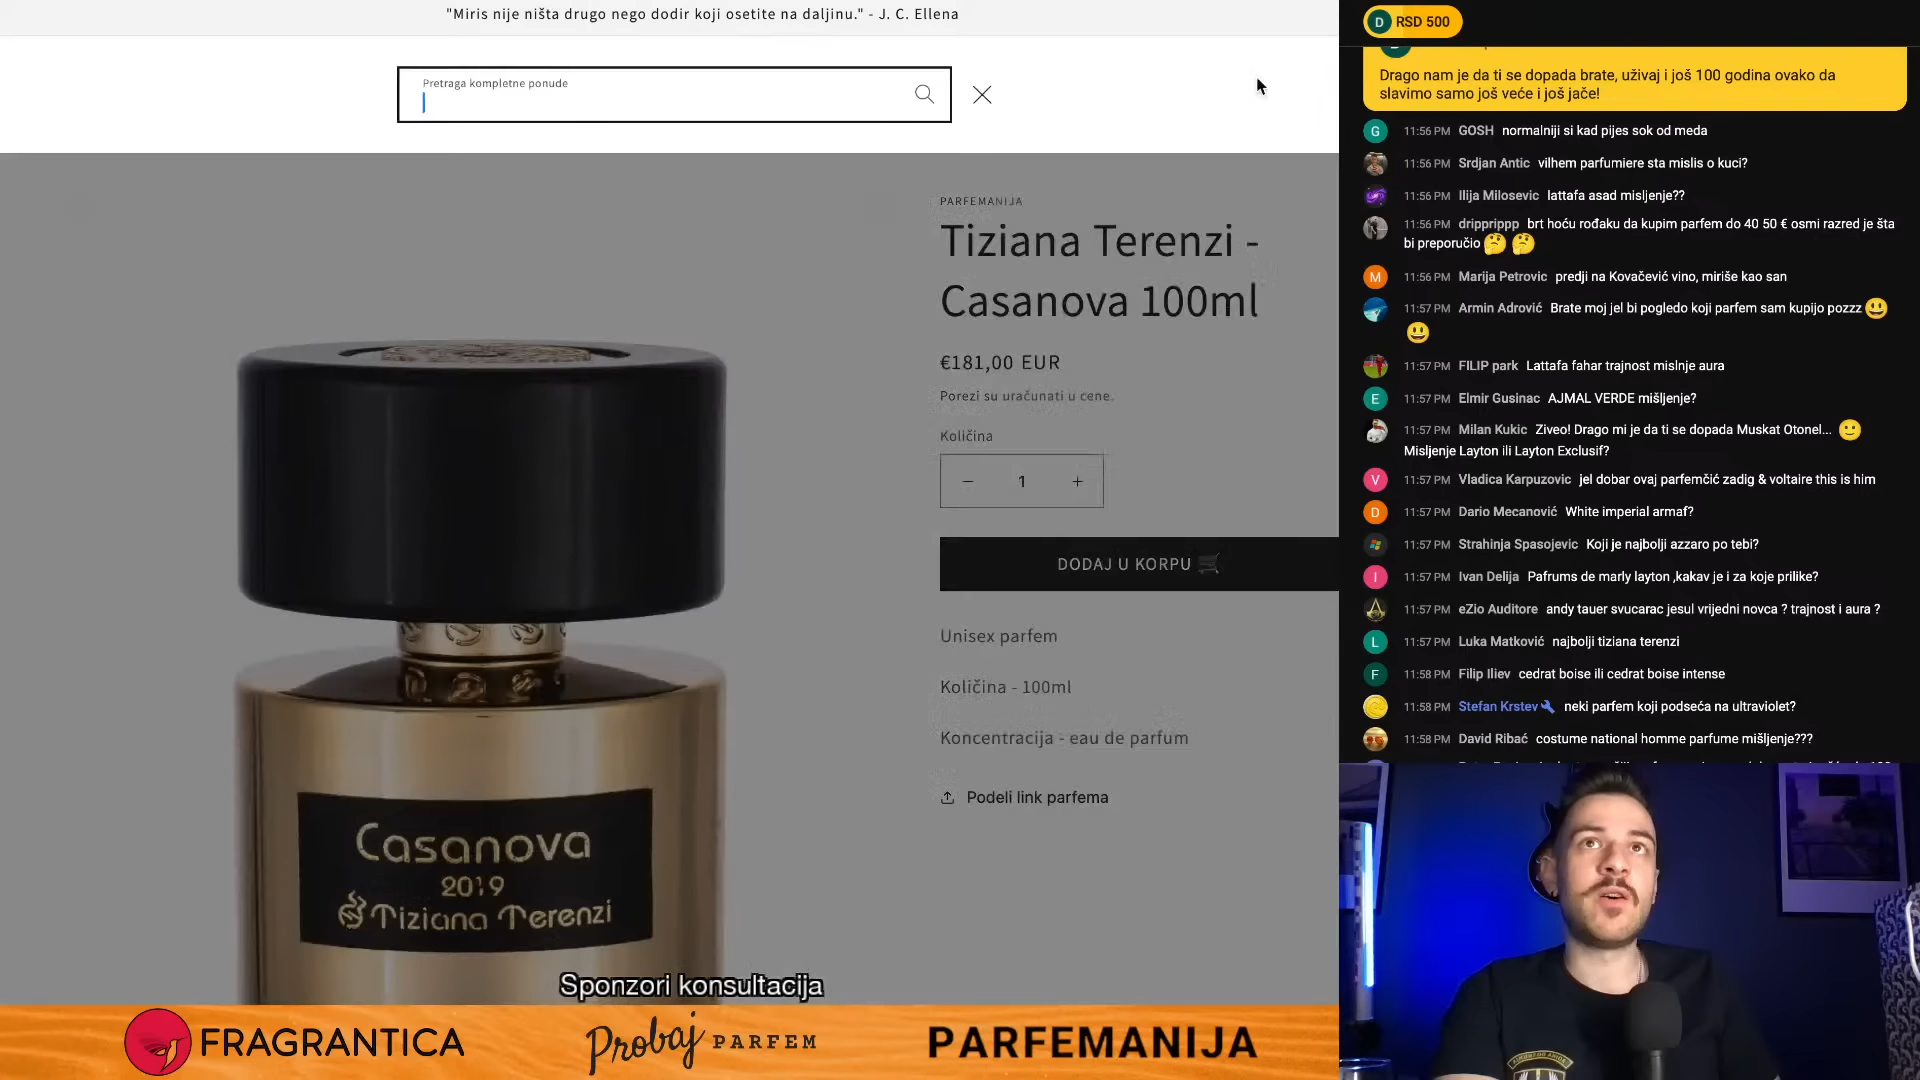 "Miris nije ništa drugo nego dodir koji osetite na daljinu." - J. C. Ellena
Pretraga kompletne ponude
PARFEMANIJA
Tiziana Terenzi -
Casanova 100ml
€181,00 EUR
Porezi su uračunati u cene.
Količina
− 1 +
DODAJ U KORPU
Unisex parfem
Količina - 100ml
Koncentracija - eau de parfum
Podeli link parfema
Casanova
2019
Tiziana Terenzi
Sponzori konsultacija
FRAGRANTICA
Probaj PARFEM
PARFEMANIJA
D RSD 500
Drago nam je da ti se dopada brate, uživaj i još 100 godina ovako da
slavimo samo još veće i još jače!
G 11:56 PM GOSH normalniji si kad pijes sok od meda
11:56 PM Srdjan Antic vilhem parfumiere sta mislis o kuci?
11:56 PM Ilija Milosevic lattafa asad misljenje??
11:56 PM dripprippp brt hoću rođaku da kupim parfem do 40 50 € osmi razred je šta
bi preporučio 🤔 🤔
M 11:56 PM Marija Petrovic predji na Kovačević vino, miriše kao san
11:57 PM Armin Adrović Brate moj jel bi pogledo koji parfem sam kupijo pozzz 😃
😃
11:57 PM FILIP park Lattafa fahar trajnost mislnje aura
E 11:57 PM Elmir Gusinac AJMAL VERDE mišljenje?
11:57 PM Milan Kukic Ziveo! Drago mi je da ti se dopada Muskat Otonel... 🙂
Misljenje Layton ili Layton Exclusif?
V 11:57 PM Vladica Karpuzovic jel dobar ovaj parfemčić zadig & voltaire this is him
D 11:57 PM Dario Mecanović White imperial armaf?
11:57 PM Strahinja Spasojevic Koji je najbolji azzaro po tebi?
I 11:57 PM Ivan Delija Pafrums de marly layton ,kakav je i za koje prilike?
11:57 PM eZio Auditore andy tauer svucarac jesul vrijedni novca ? trajnost i aura ?
L 11:57 PM Luka Matković najbolji tiziana terenzi
F 11:58 PM Filip Iliev cedrat boise ili cedrat boise intense
11:58 PM Stefan Krstev neki parfem koji podseća na ultraviolet?
11:58 PM David Ribać costume national homme parfume mišljenje???